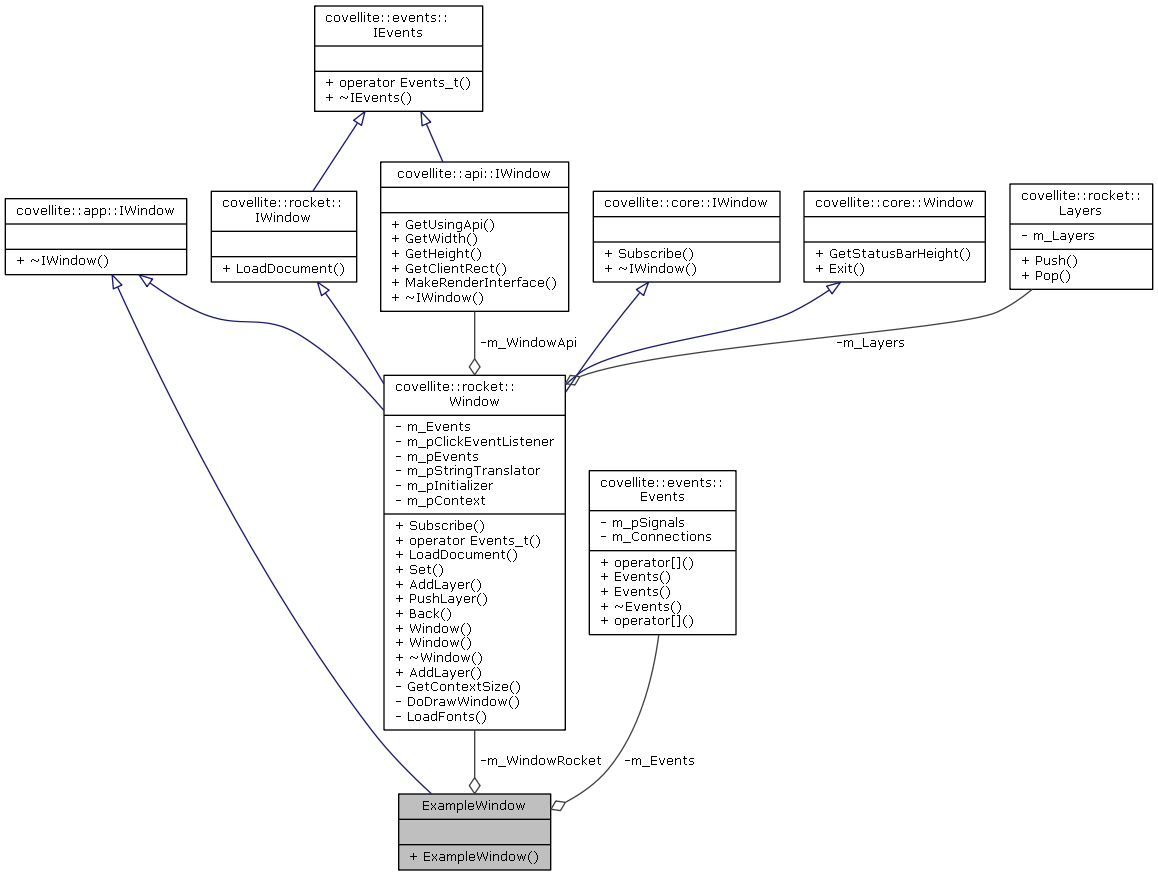 covellite::events::
IEvents
+ operator Events_t()
+ ~IEvents()
covellite::app::IWindow
+ ~IWindow()
covellite::rocket::
IWindow
+ LoadDocument()
covellite::api::IWindow
+ GetUsingApi()
+ GetWidth()
+ GetHeight()
+ GetClientRect()
+ MakeRenderInterface()
+ ~IWindow()
covellite::core::IWindow
+ Subscribe()
+ ~IWindow()
covellite::core::Window
+ GetStatusBarHeight()
+ Exit()
covellite::rocket::
Layers
- m_Layers
+ Push()
+ Pop()
-m_WindowApi
-m_Layers
covellite::rocket::
Window
- m_Events
- m_pClickEventListener
- m_pEvents
- m_pStringTranslator
- m_pInitializer
- m_pContext
+ Subscribe()
+ operator Events_t()
+ LoadDocument()
+ Set()
+ AddLayer()
+ PushLayer()
+ Back()
+ Window()
+ Window()
+ ~Window()
+ AddLayer()
- GetContextSize()
- DoDrawWindow()
- LoadFonts()
covellite::events::
Events
- m_pSignals
- m_Connections
+ operator[]()
+ Events()
+ Events()
+ ~Events()
+ operator[]()
-m_WindowRocket
-m_Events
ExampleWindow
+ ExampleWindow()